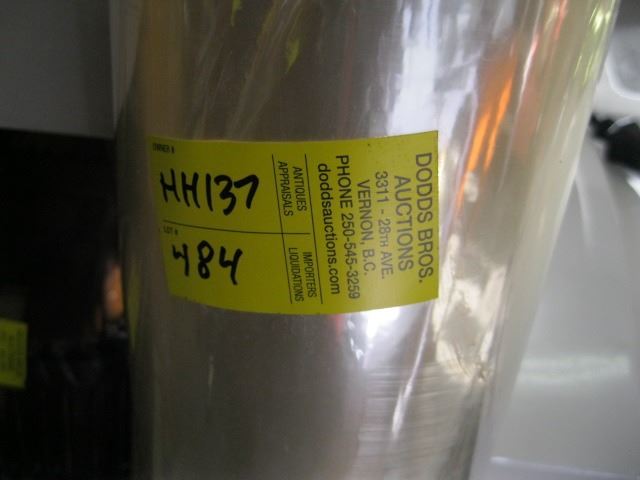 OWNER #
HH137
LOT #
484
ANTIQUES
APPRAISALS
IMPORTERS
LIQUIDATIONS
DODDS BROS.
AUCTIONS
3311 - 28TH AVE.
VERNON, B.C.
PHONE 250-545-3259
doddsauctions.com